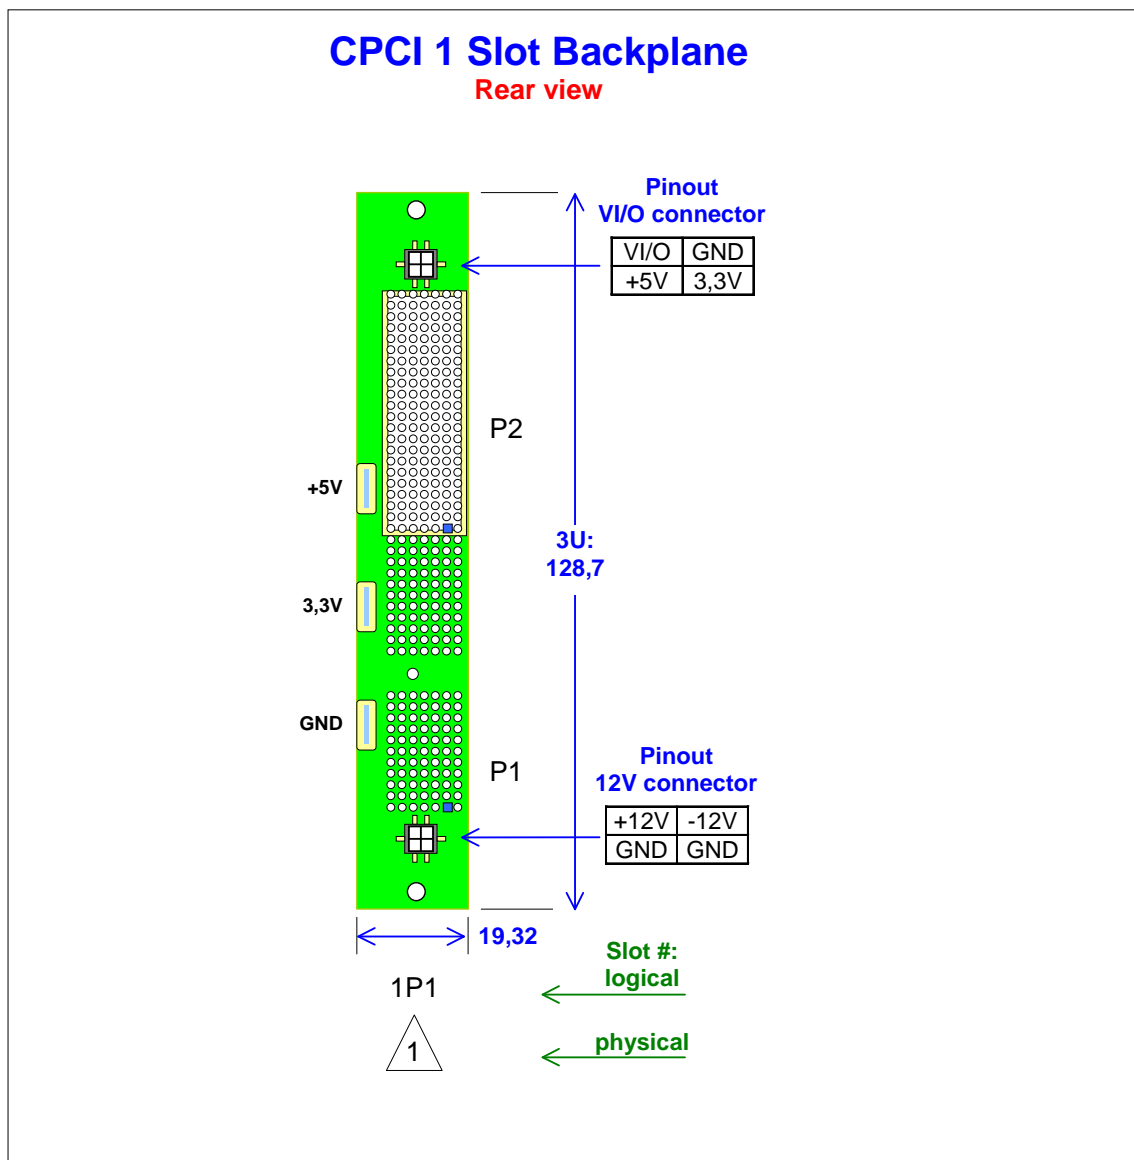 CPCI 1 Slot Backplane
Rear view
Pinout
VI/O connector
VI/O GND
+5V 3,3V
P2
+5V
3U:
128,7
3,3V
GND
P1
Pinout
12V connector
+12V -12V
GND GND
19,32
Slot #:
logical
1P1
physical
1